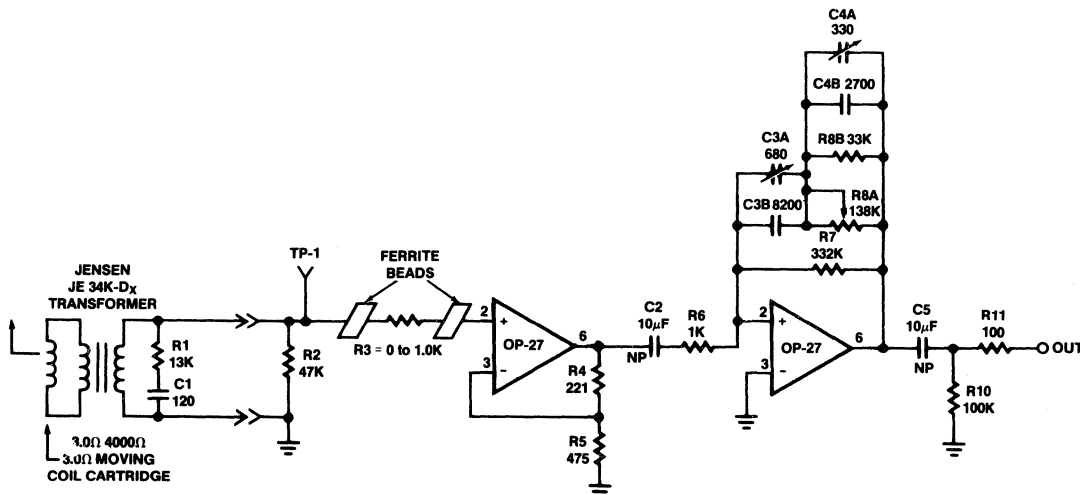 C4A
330
C4B 2700
C3A
680
R8B 33K
C3B 8200
R8A
138K
R7
332K
TP-1
FERRITE
BEADS
JENSEN
JE 34K-Dx
TRANSFORMER
R1
13K
C1
120
R2
47K
R3 = 0 to 1.0K
2
+
OP-27
3
−
6
R4
221
R5
475
C2
10µF
NP
R6
1K
2
+
OP-27
3
−
6
C5
10µF
NP
R11
100
OUT
R10
100K
3.0Ω 4000Ω
3.0Ω MOVING
COIL CARTRIDGE